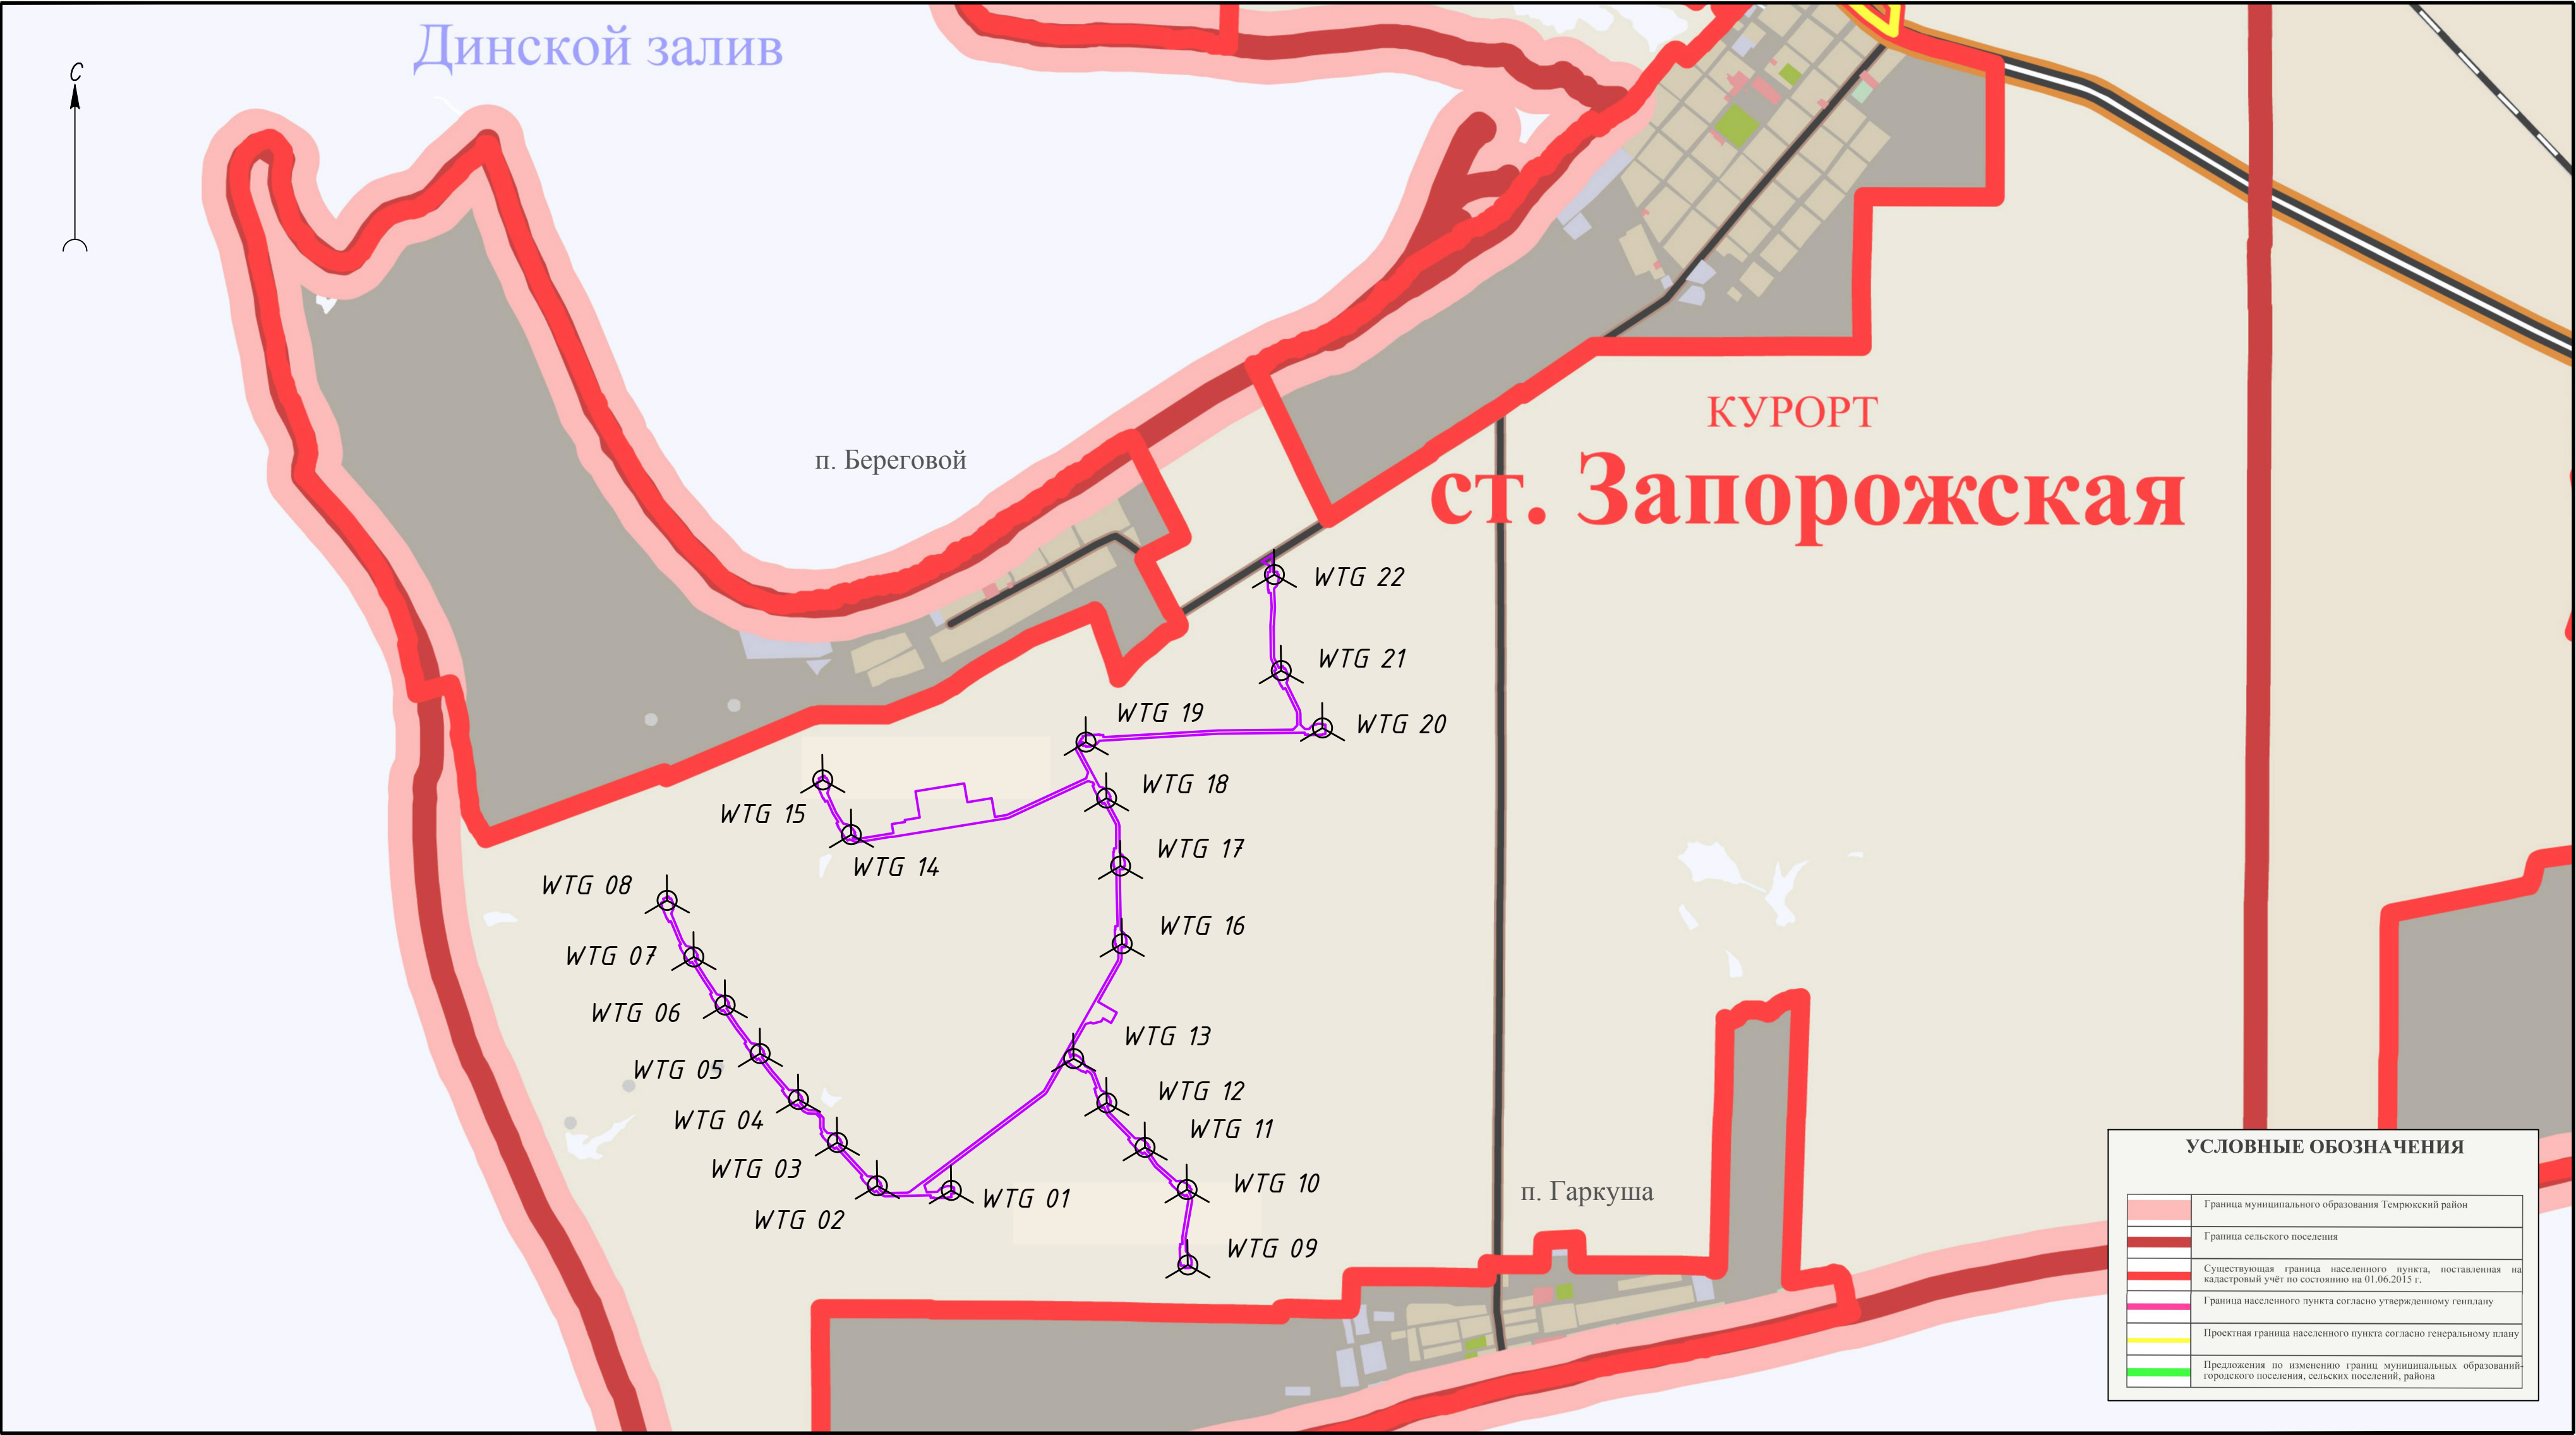 Динской залив
С
п. Береговой
КУРОРТ
ст. Запорожская
WTG 22
WTG 21
WTG 20
WTG 19
WTG 18
WTG 15
WTG 14
WTG 17
WTG 08
WTG 16
WTG 07
WTG 06
WTG 13
WTG 05
WTG 12
WTG 04
WTG 11
WTG 03
WTG 10
WTG 01
WTG 02
WTG 09
п. Гаркуша
УСЛОВНЫЕ ОБОЗНАЧЕНИЯ
Граница муниципального образования Темрюкский район
Граница сельского поселения
Существующая граница населенного пункта, поставленная на
кадастровый учёт по состоянию на 01.06.2015 г.
Граница населенного пункта согласно утвержденному генплану
Проектная граница населенного пункта согласно генеральному плану
Предложения по изменению границ муниципальных образований-
городского поселения, сельских поселений, района